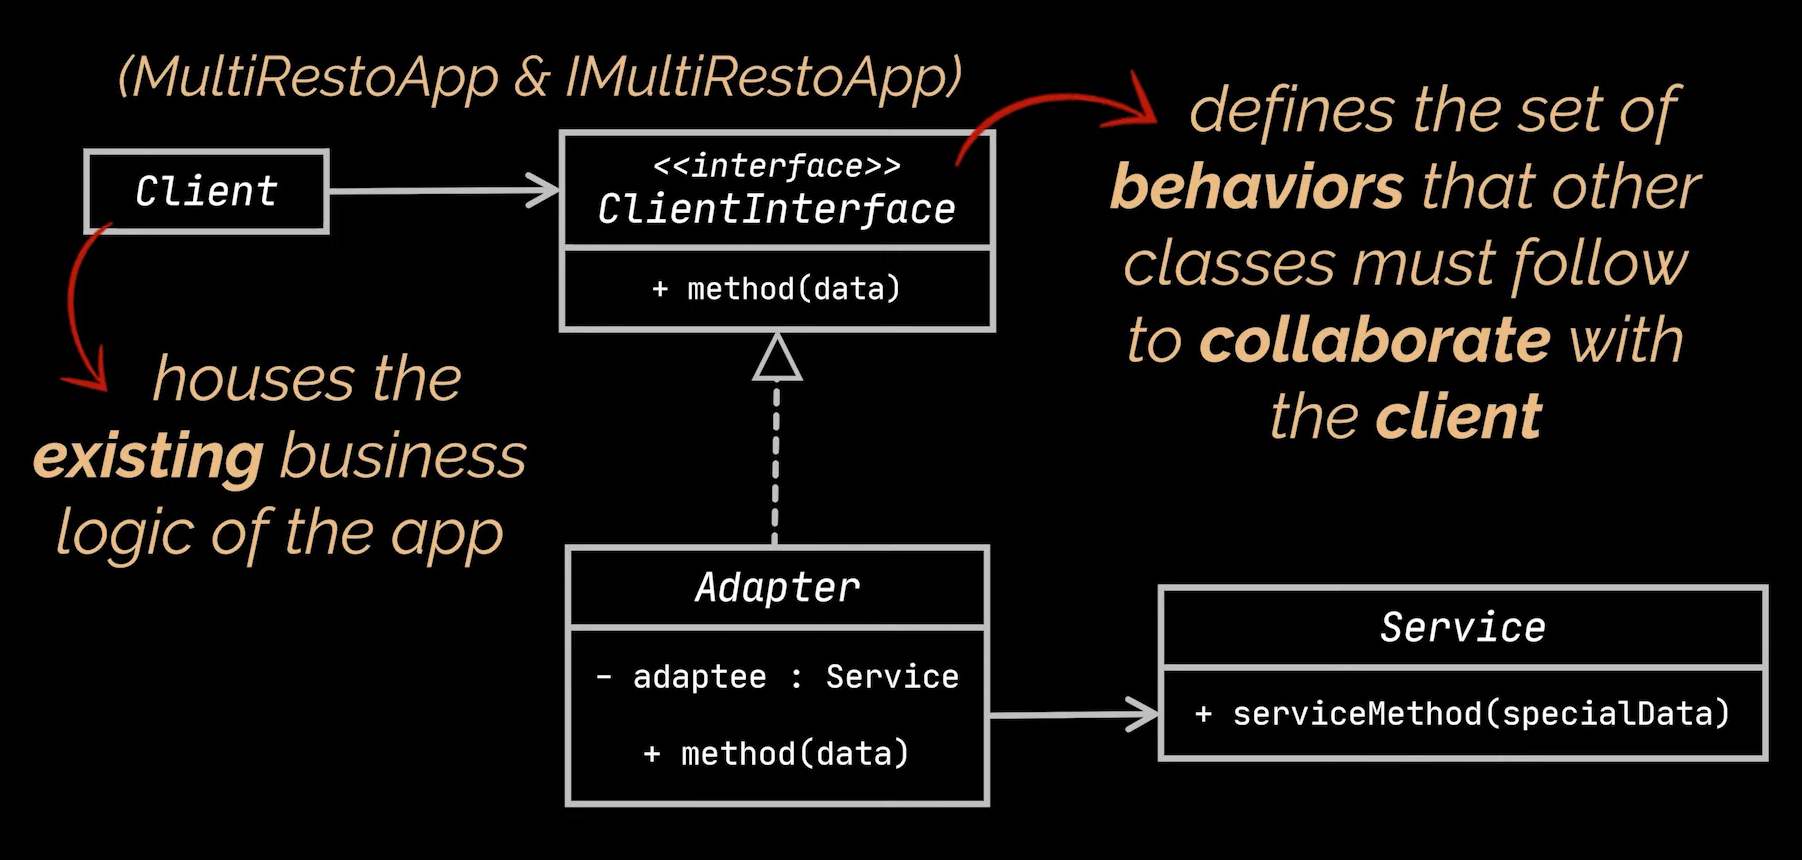 (MultiRestoApp & IMultiRestoApp)
Client
<<interface>>
ClientInterface
+ method(data)
defines the set of
behaviors that other
classes must follow
to collaborate with
the client
houses the
existing business
logic of the app
Adapter
- adaptee : Service
+ method(data)
Service
+ serviceMethod(specialData)